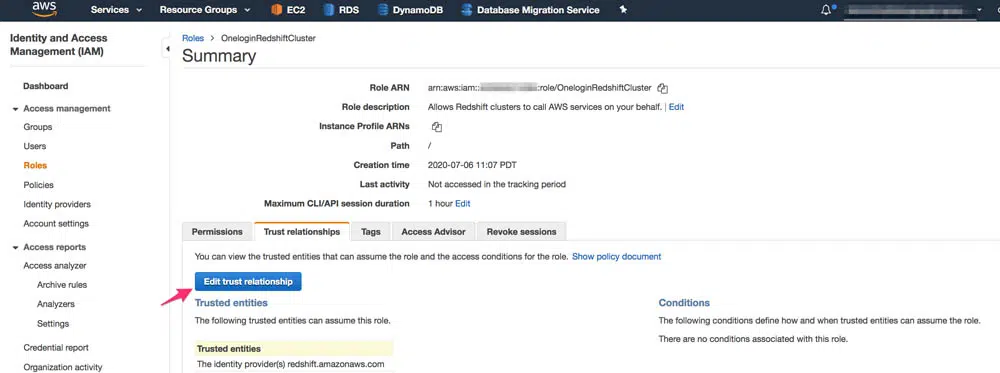 aws Services Resource Groups EC2 RDS DynamoDB Database Migration Service
Identity and Access Management (IAM)
Dashboard
Access management
Groups
Users
Roles
Policies
Identity providers
Account settings
Access reports
Access analyzer
Archive rules
Analyzers
Settings
Credential report
Organization activity
Roles > OneloginRedshiftCluster
Summary
Role ARN arn:aws:iam:: :role/OneloginRedshiftCluster
Role description Allows Redshift clusters to call AWS services on your behalf. | Edit
Instance Profile ARNs
Path /
Creation time 2020-07-06 11:07 PDT
Last activity Not accessed in the tracking period
Maximum CLI/API session duration 1 hour Edit
Permissions Trust relationships Tags Access Advisor Revoke sessions
You can view the trusted entities that can assume the role and the access conditions for the role. Show policy document
Edit trust relationship
Trusted entities
The following trusted entities can assume this role.
Trusted entities
The identity provider(s) redshift.amazonaws.com
Conditions
The following conditions define how and when trusted entities can assume the role.
There are no conditions associated with this role.